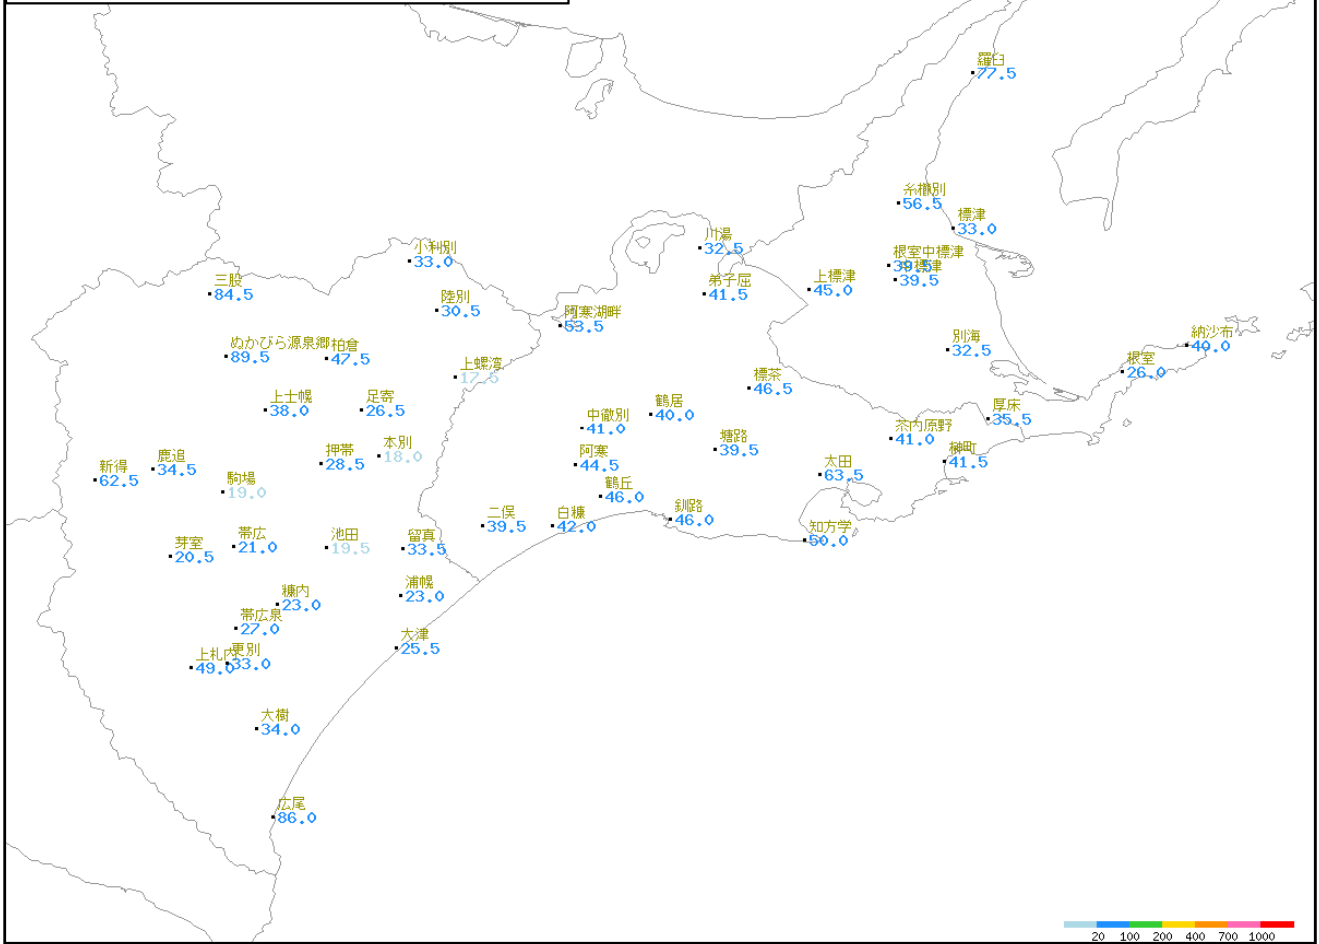 羅臼
77.5
糸櫛別
56.5
標津
33.0
川湯
32.5
小利別
33.0
根室中標津
39.5
中標津
39.5
三股
84.5
弟子屈
41.5
上標津
45.0
陸別
30.5
阿寒湖畔
53.5
納沙布
40.0
ぬかびら源泉郷
89.5
柏倉
47.5
別海
32.5
根室
26.0
上螺湾
17.5
標茶
46.5
上士幌
38.0
足寄
26.5
鶴居
40.0
厚床
35.5
中徹別
41.0
茶内原野
41.0
本別
18.0
塘路
39.5
押帯
28.5
阿寒
44.5
榊町
41.5
鹿追
34.5
新得
62.5
太田
63.5
駒場
19.0
鶴丘
46.0
二俣
39.5
白糠
42.0
釧路
46.0
知方学
50.0
帯広
21.0
池田
19.5
留真
33.5
芽室
20.5
浦幌
23.0
糠内
23.0
帯広泉
27.0
大津
25.5
更別
33.0
上札内
49.0
大樹
34.0
広尾
86.0
20 100 200 400 700 1000